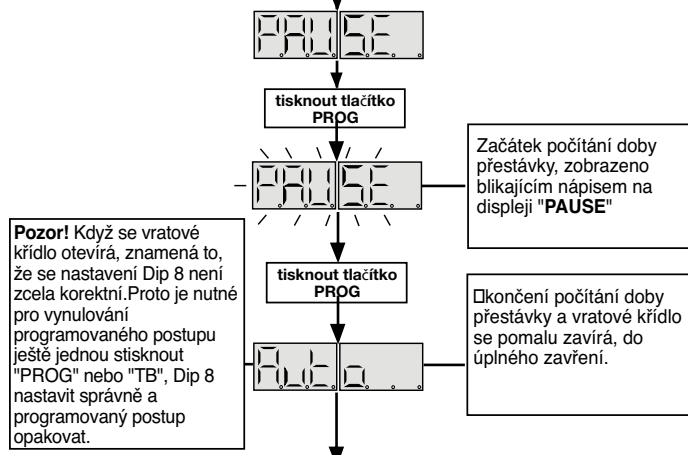 PAUSE
tisknout tlačítko
PROG
PAUSE
Začátek počítání doby
přestávky, zobrazeno
blikajícím nápisem na
displeji "PAUSE"
Pozor! Když se vratové
křídlo otevírá, znamená to,
že se nastavení Dip 8 není
zcela korektní.Proto je nutné
pro vynulování
programovaného postupu
ještě jednou stisknout
"PROG" nebo "TB", Dip 8
nastavit správně a
programovaný postup
opakovat.
tisknout tlačítko
PROG
Auto
□končení počítání doby
přestávky a vratové křídlo
se pomalu zavírá, do
úplného zavření.